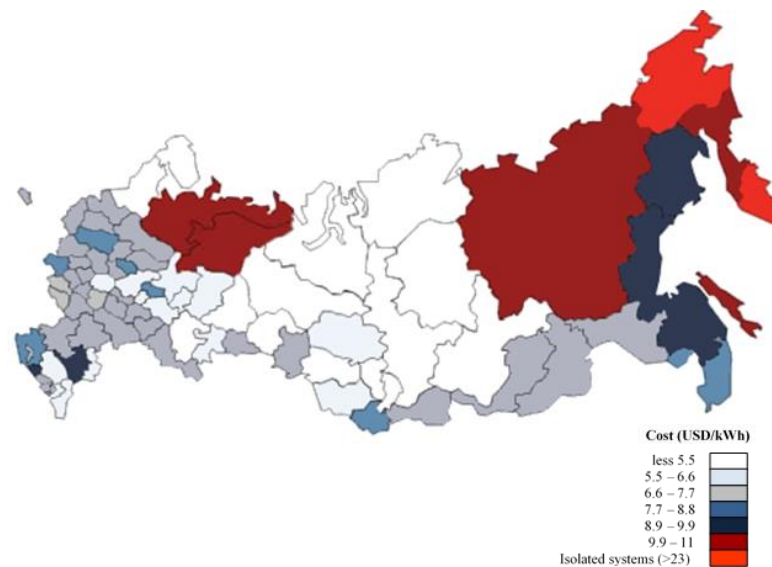 Cost (USD/kWh)
less 5.5
5.5 – 6.6
6.6 – 7.7
7.7 – 8.8
8.9 – 9.9
9.9 – 11
Isolated systems (>23)